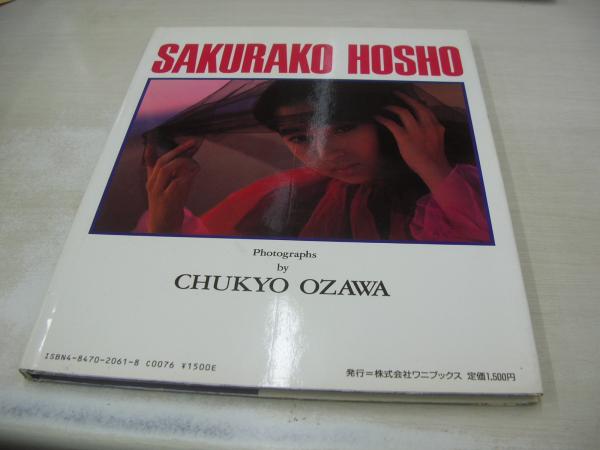 SAKURAKO HOSHO
Photographs
by
CHUKYO OZAWA
ISBN4-8470-2061-8 C0076 ¥1500E
発行=株式会社ワニブックス 定価1,500円